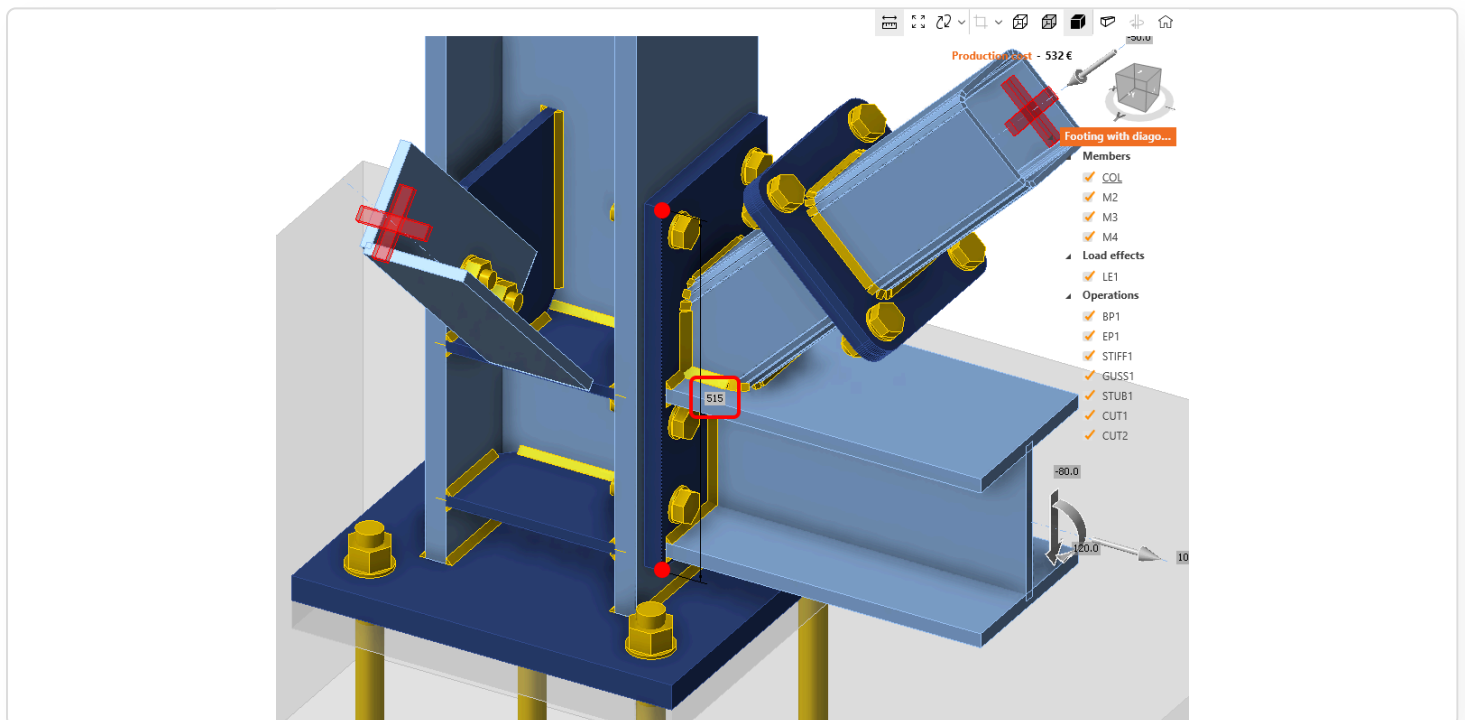 -50.0
Production cost - 532 €
Footing with diago...
Members
COL
M2
M3
M4
Load effects
LE1
Operations
BP1
EP1
STIFF1
GUSS1
STUB1
CUT1
CUT2
515
-80.0
120.0
10